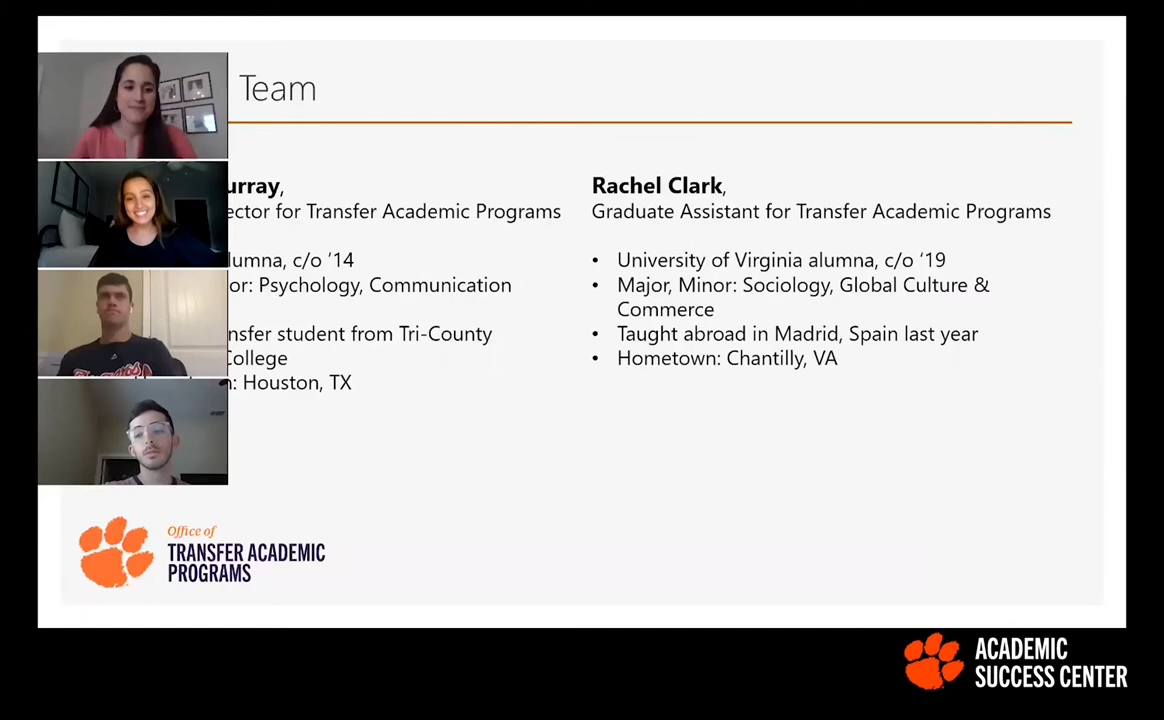 Team
urray,
ector for Transfer Academic Programs
lumna, c/o ‘14
or: Psychology, Communication
nsfer student from Tri-County
College
n: Houston, TX
Rachel Clark,
Graduate Assistant for Transfer Academic Programs
• University of Virginia alumna, c/o ‘19
• Major, Minor: Sociology, Global Culture &
Commerce
• Taught abroad in Madrid, Spain last year
• Hometown: Chantilly, VA
Office of
TRANSFER ACADEMIC
PROGRAMS
ACADEMIC
SUCCESS CENTER